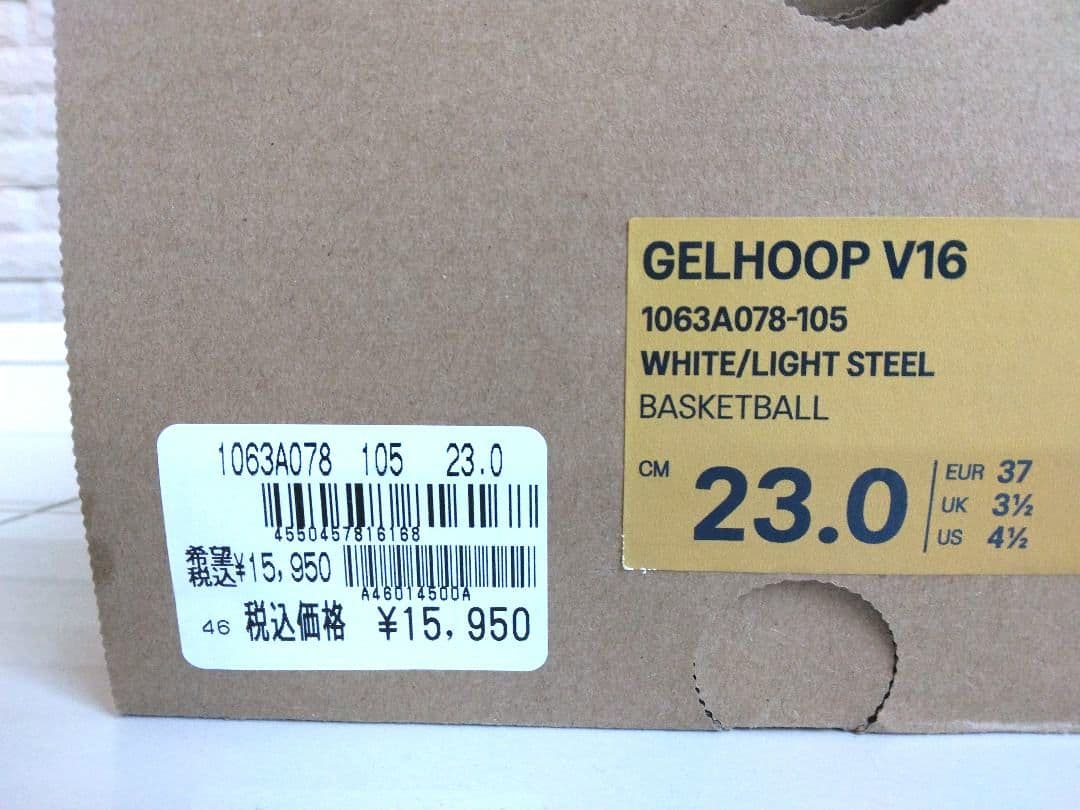 GELHOOP V16
1063A078-105
WHITE/LIGHT STEEL
BASKETBALL
CM 23.0
EUR 37
UK 3½
US 4½
1063A078 105 23.0
4550457816168
希望
税込 ¥15,950
A46014500A
46 税込価格 ¥15,950